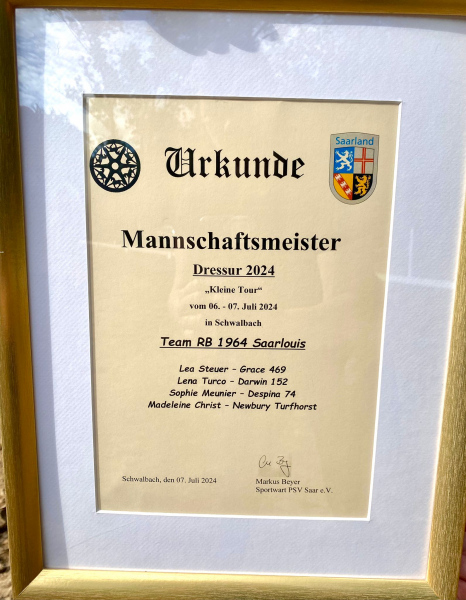 Urkunde
Saarland
Mannschaftsmeister
Dressur 2024
„Kleine Tour“
vom 06. - 07. Juli 2024
in Schwalbach
Team RB 1964 Saarlouis
Lea Steuer - Grace 469
Lena Turco - Darwin 152
Sophie Meunier - Despina 74
Madeleine Christ - Newbury Turfhorst
Schwalbach, den 07. Juli 2024
Markus Beyer
Sportwart PSV Saar e.V.